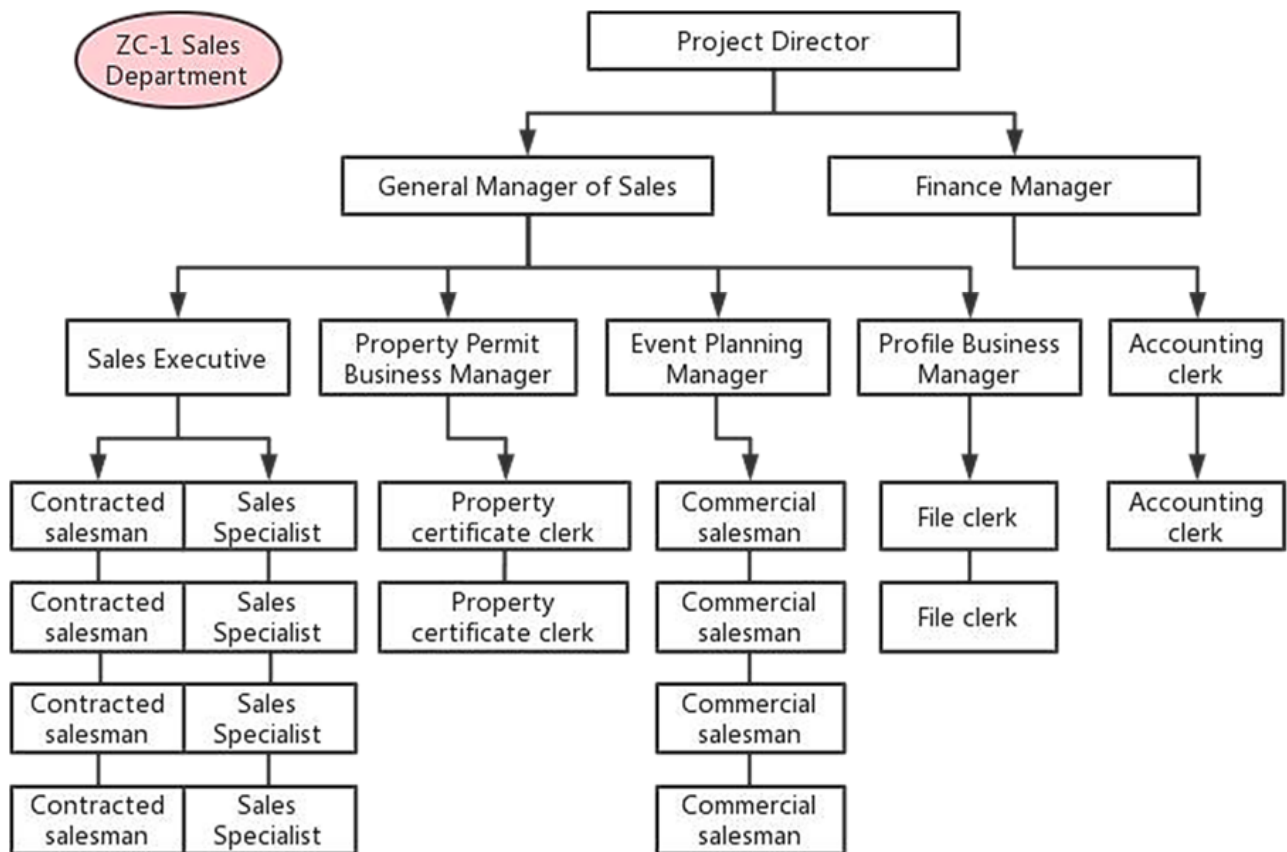 ZC-1 Sales
Department
Project Director
General Manager of Sales
Finance Manager
Sales Executive
Property Permit
Business Manager
Event Planning
Manager
Profile Business
Manager
Accounting
clerk
Contracted
salesman
Sales
Specialist
Property
certificate clerk
Commercial
salesman
File clerk
Accounting
clerk
Contracted
salesman
Sales
Specialist
Property
certificate clerk
Commercial
salesman
File clerk
Contracted
salesman
Sales
Specialist
Commercial
salesman
Contracted
salesman
Sales
Specialist
Commercial
salesman